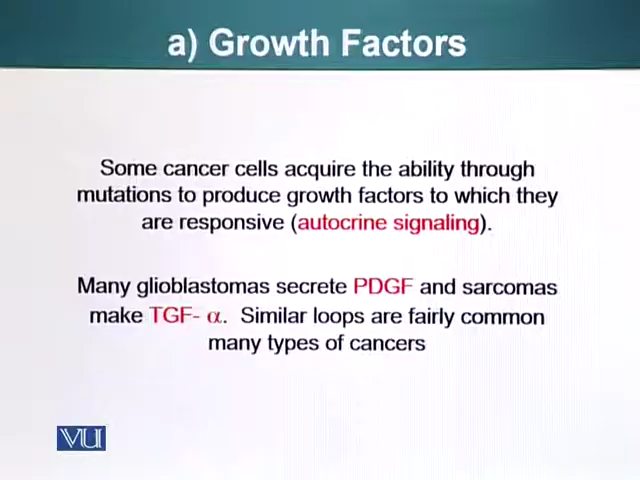 a) Growth Factors
Some cancer cells acquire the ability through
mutations to produce growth factors to which they
are responsive (autocrine signaling).
Many glioblastomas secrete PDGF and sarcomas
make TGF- α. Similar loops are fairly common
many types of cancers
VU